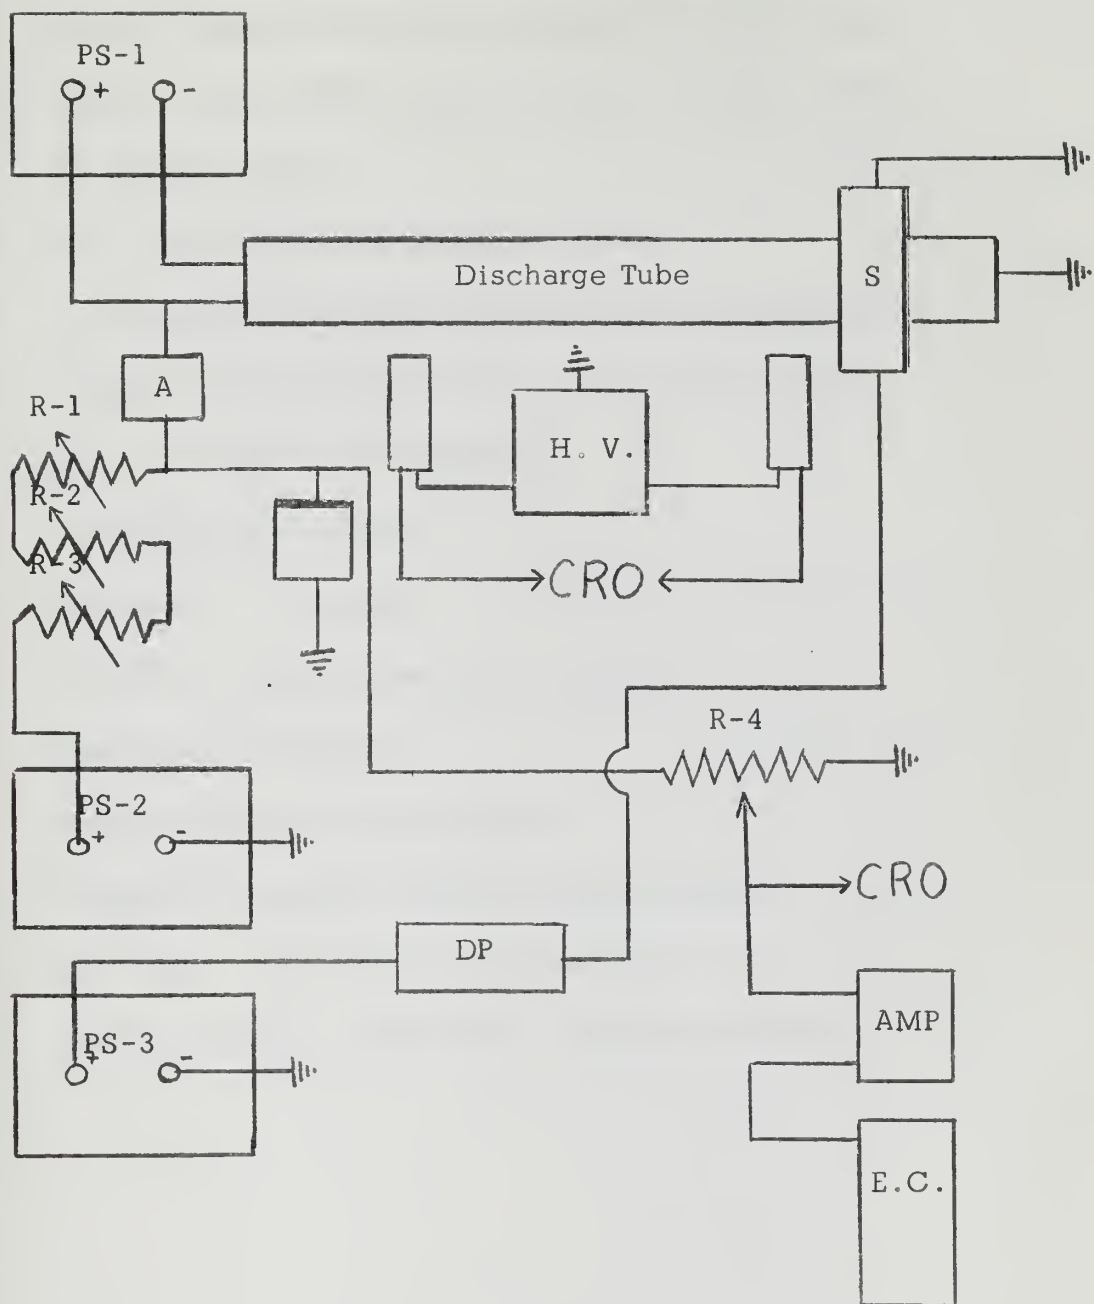 PS-1
+ -
Discharge Tube
S
A
R-1
H. V.
R-2
R-3
CRO
R-4
PS-2
+ -
CRO
DP
AMP
PS-3
+ -
E.C.